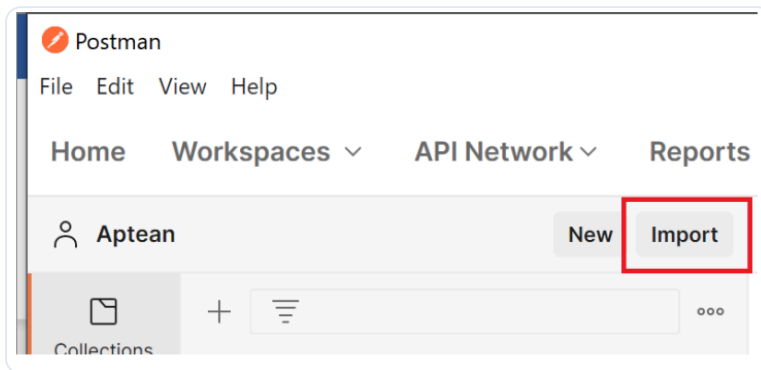 Postman
File Edit View Help
Home Workspaces API Network Reports
Aptean New Import
Collections